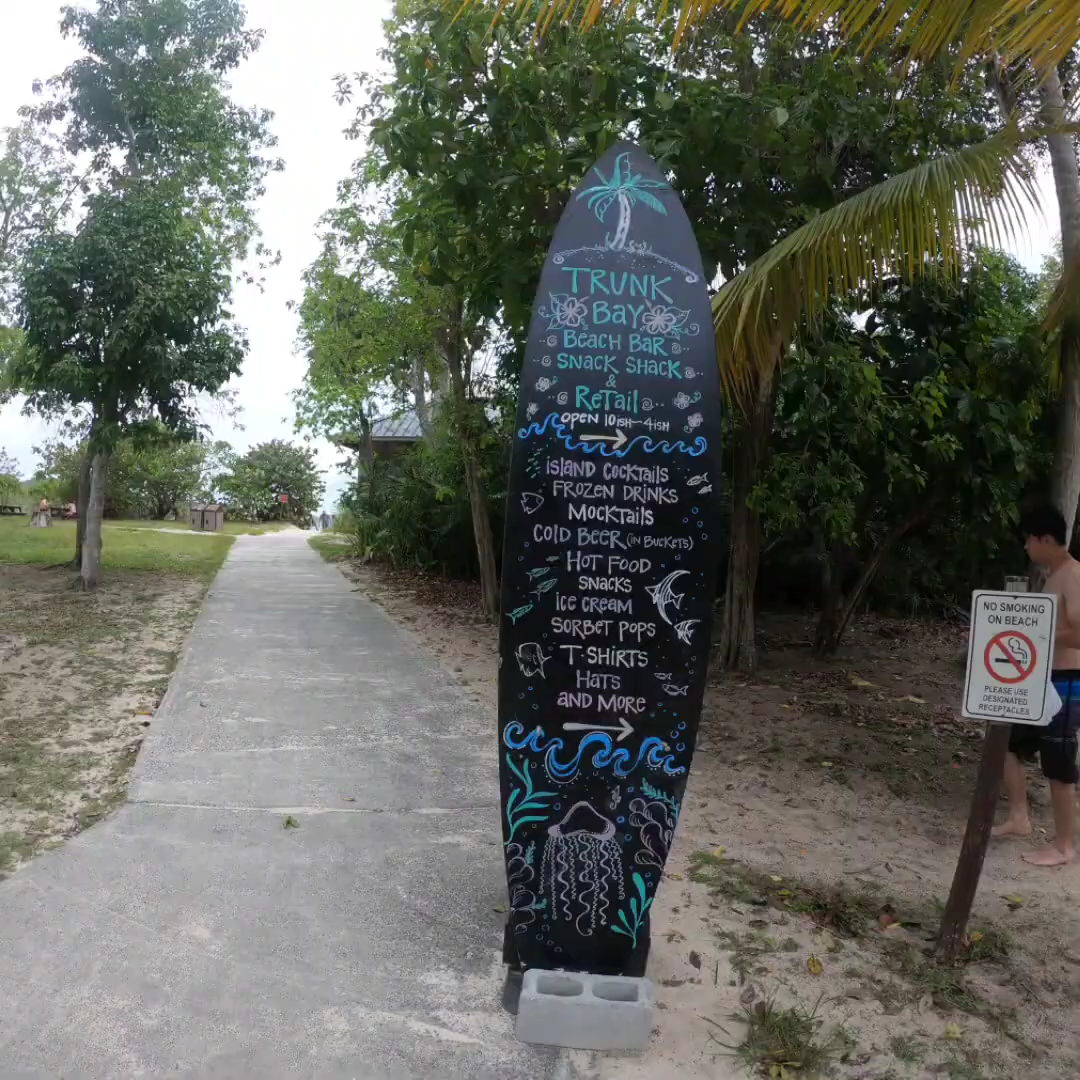 TRUNK
BAY
BEACH BAR
SNACK SHACK
&
RETAIL
OPEN 10ISH-4ISH
ISLAND COCKTAILS
FROZEN DRINKS
MOCKTAILS
COLD BEER (IN BUCKETS)
HOT FOOD
SNACKS
ICE CREAM
SORBET POPS
T-SHIRTS
HATS
AND MORE
NO SMOKING
ON BEACH
PLEASE USE
DESIGNATED
RECEPTACLES